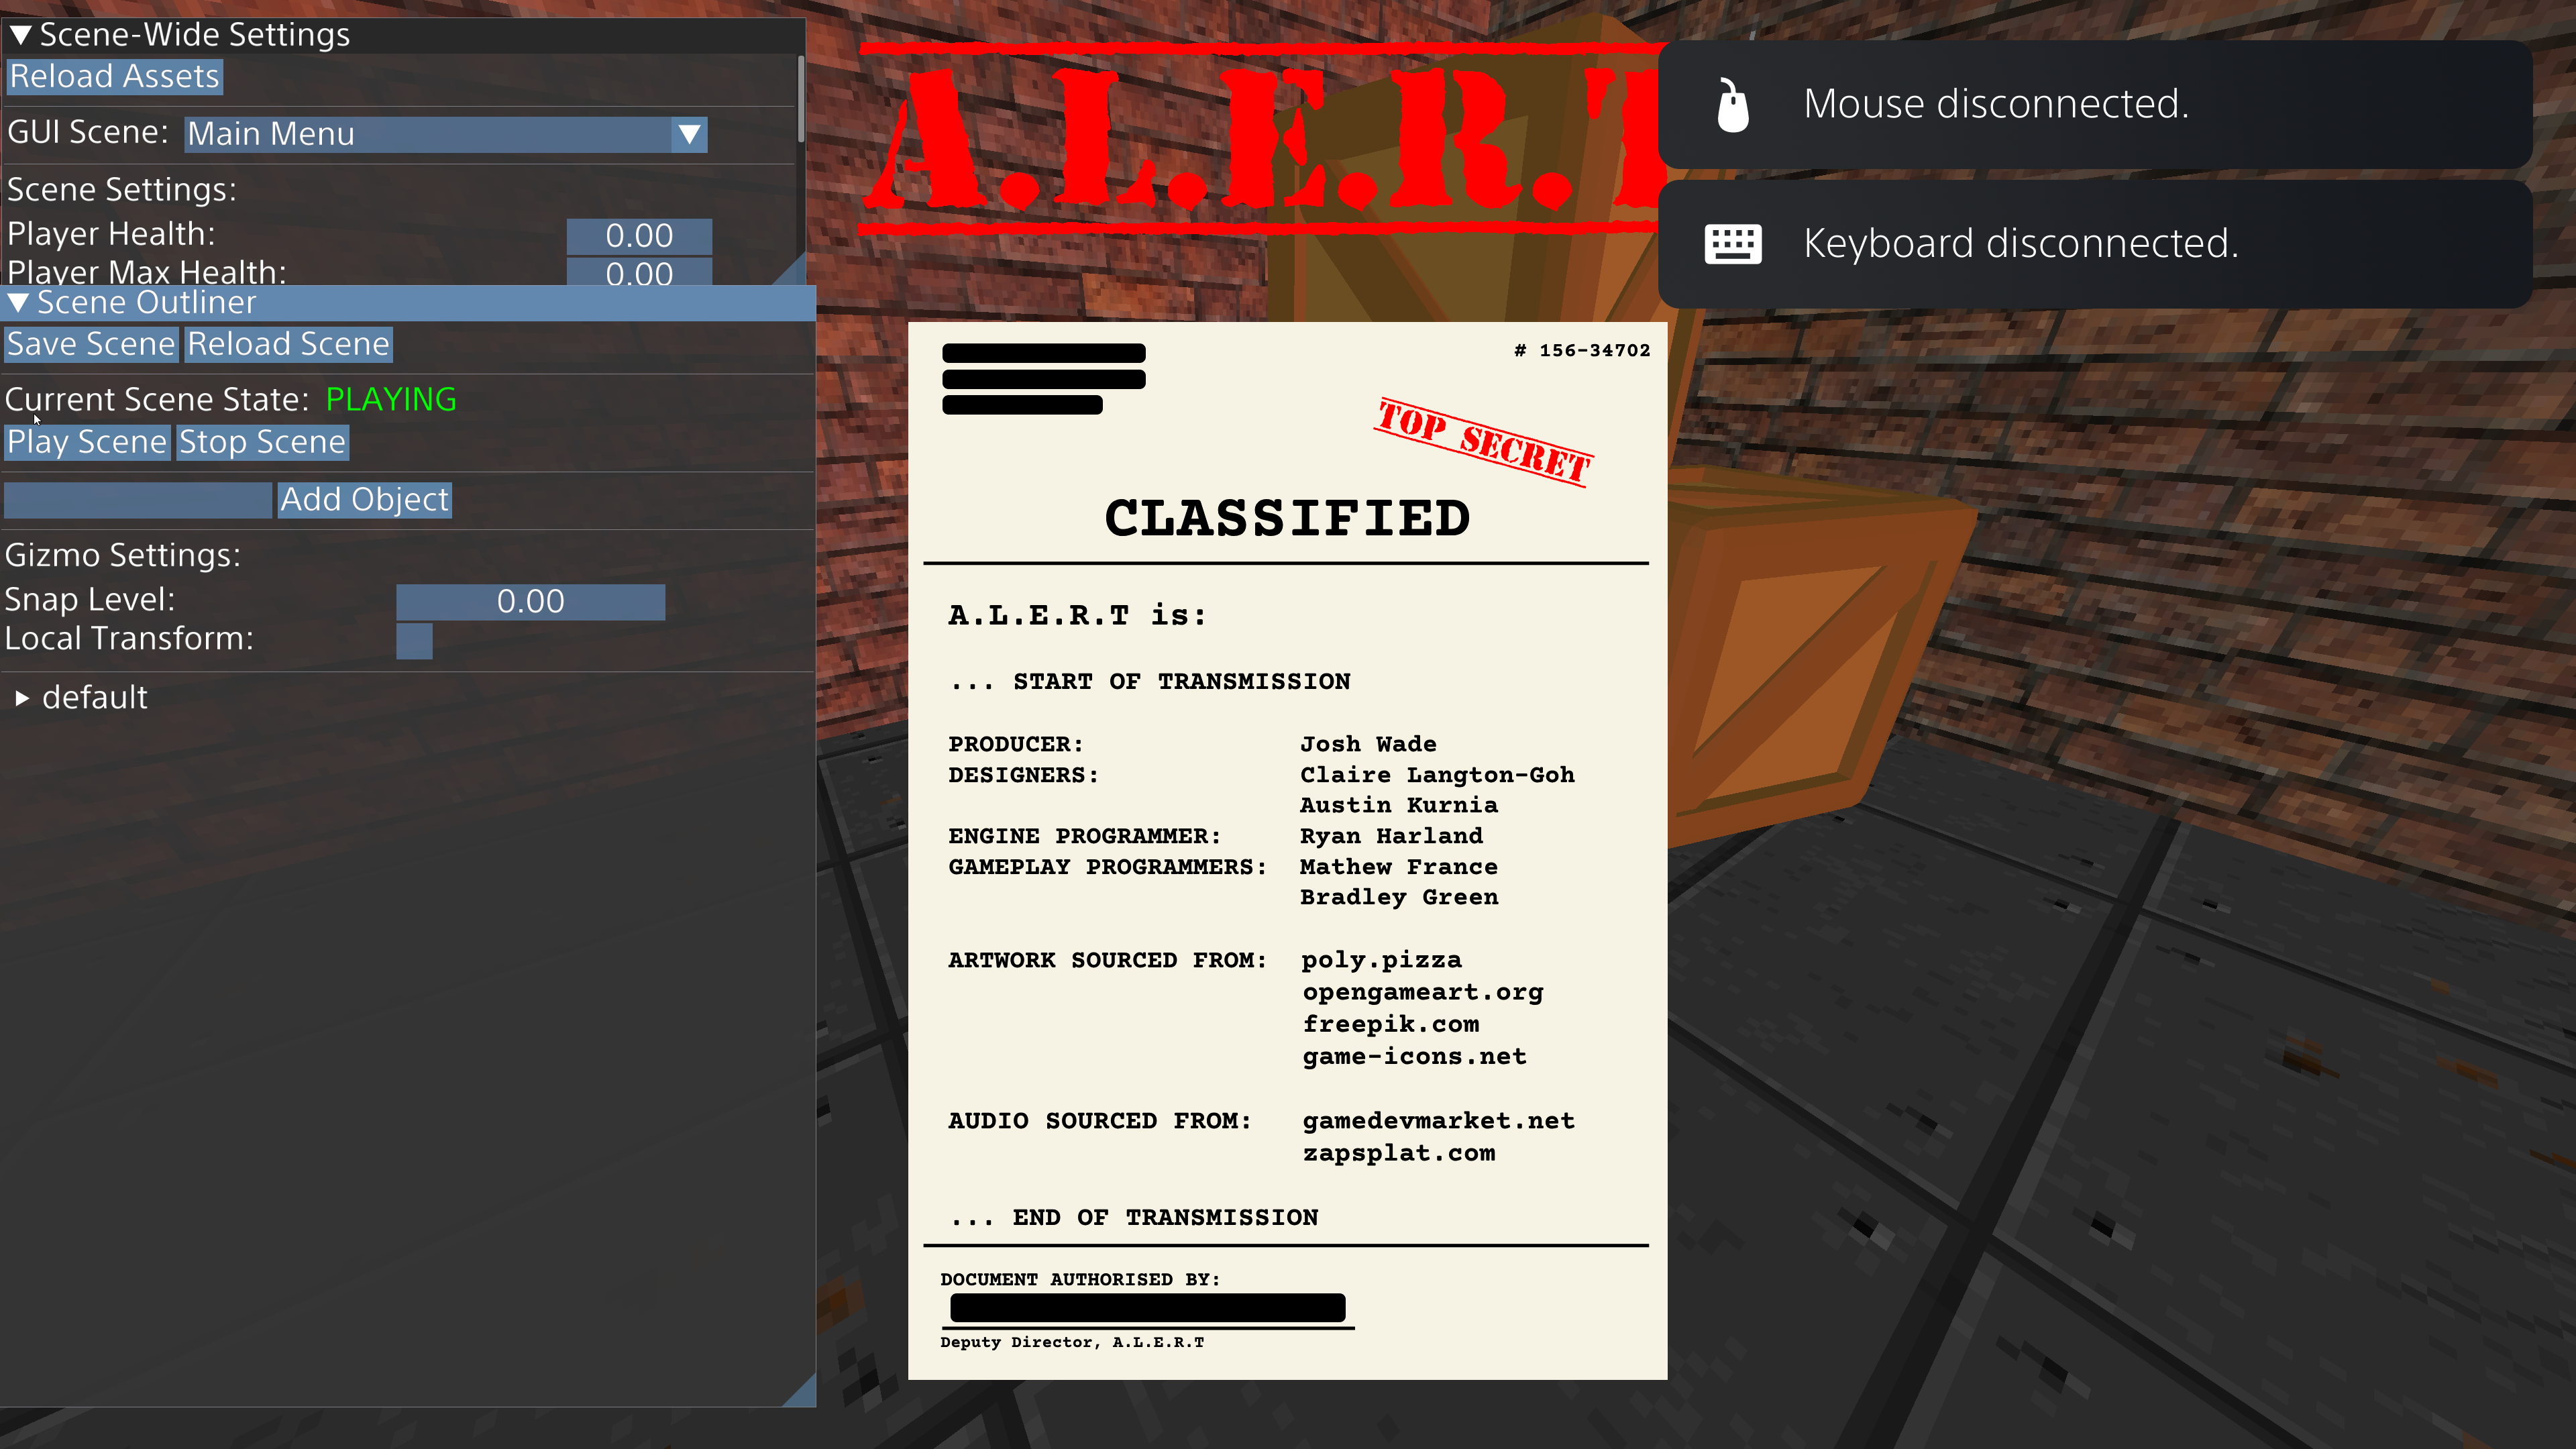 Scene-Wide Settings
Reload Assets
GUI Scene: Main Menu
Scene Settings:
Player Health: 0.00
Player Max Health: 0.00
Scene Outliner
Save Scene Reload Scene
Current Scene State: PLAYING
Play Scene Stop Scene
Add Object
Gizmo Settings:
Snap Level: 0.00
Local Transform:
default
A.L.E.R.T
Mouse disconnected.
Keyboard disconnected.
# 156-34702
TOP SECRET
CLASSIFIED
A.L.E.R.T is:
... START OF TRANSMISSION
PRODUCER: Josh Wade
DESIGNERS: Claire Langton-Goh
Austin Kurnia
ENGINE PROGRAMMER: Ryan Harland
GAMEPLAY PROGRAMMERS: Mathew France
Bradley Green
ARTWORK SOURCED FROM: poly.pizza
opengameart.org
freepik.com
game-icons.net
AUDIO SOURCED FROM: gamedevmarket.net
zapsplat.com
... END OF TRANSMISSION
DOCUMENT AUTHORISED BY:
Deputy Director, A.L.E.R.T